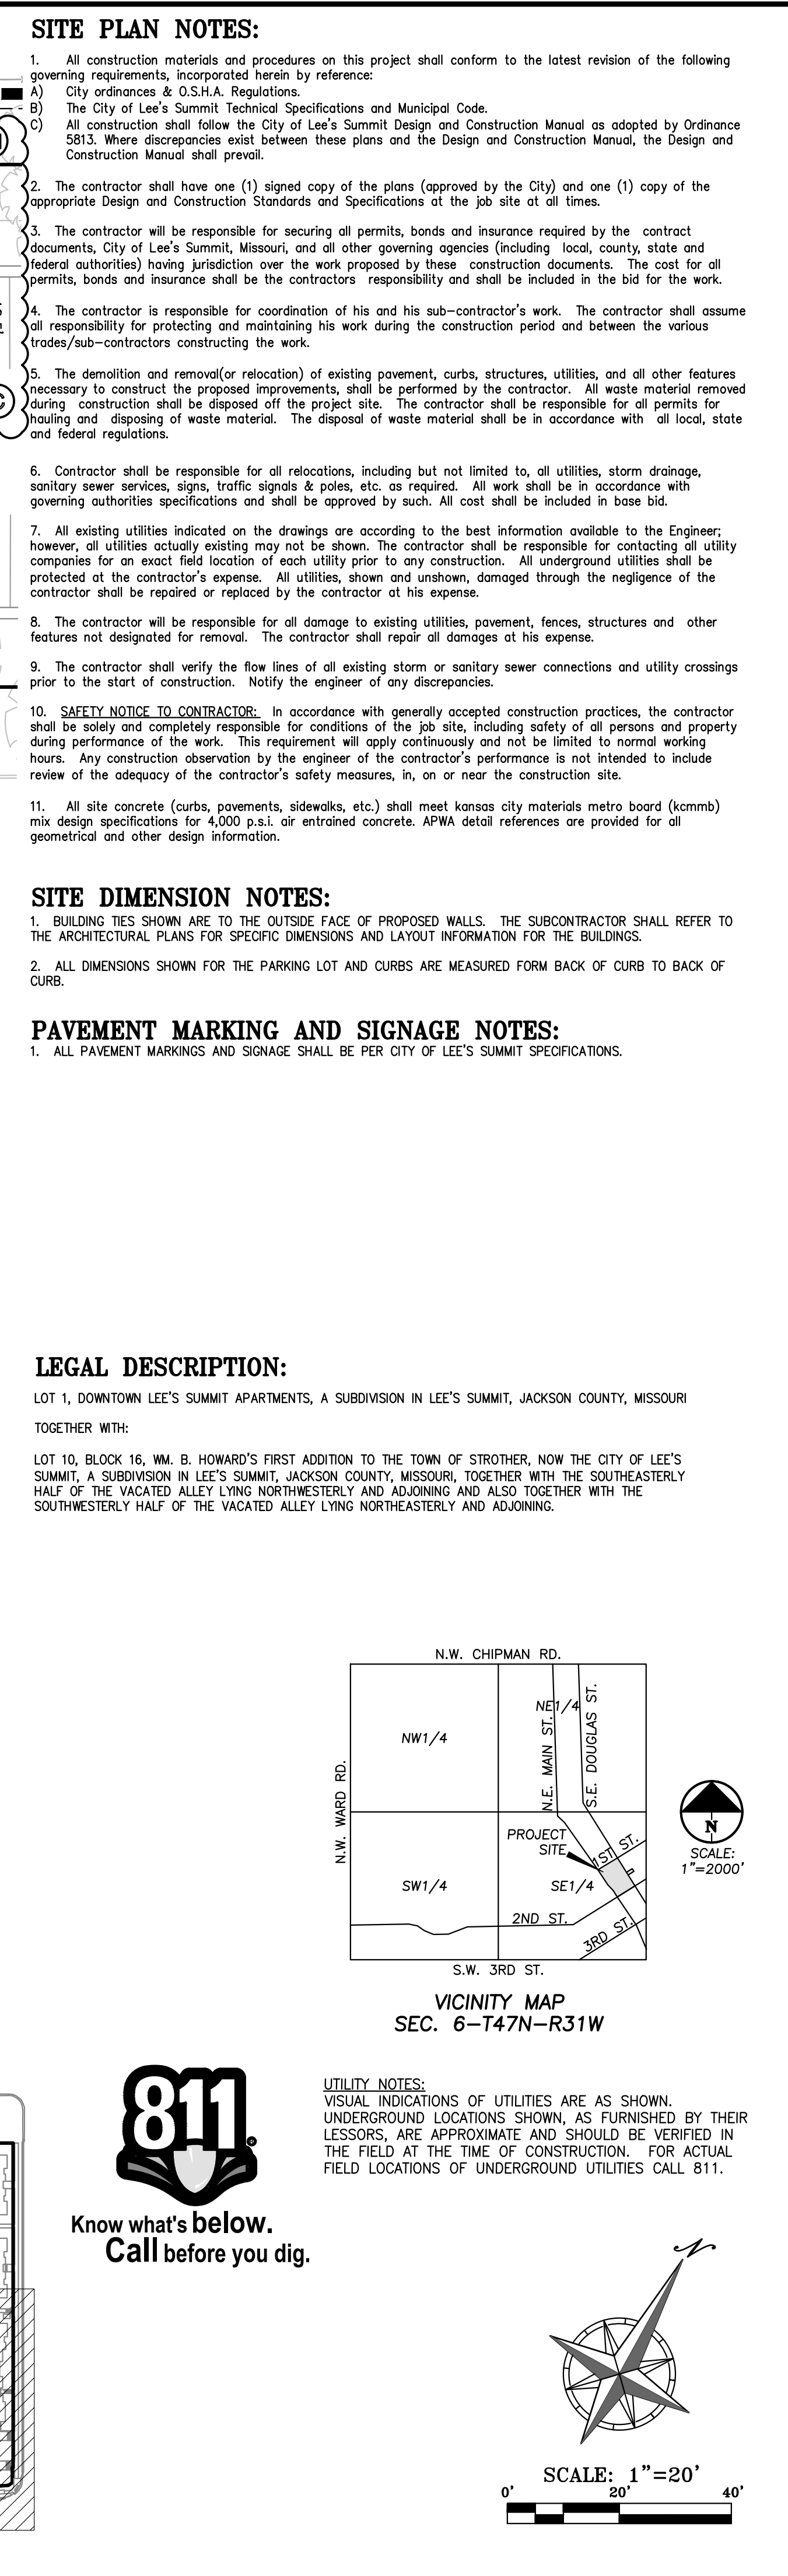 SITE PLAN NOTES:
1. All construction materials and procedures on this project shall conform to the latest revision of the following
governing requirements, incorporated herein by reference:
A) City ordinances & O.S.H.A. Regulations.
B) The City of Lee's Summit Technical Specifications and Municipal Code.
C) All construction shall follow the City of Lee's Summit Design and Construction Manual as adopted by Ordinance
5813. Where discrepancies exist between these plans and the Design and Construction Manual, the Design and
Construction Manual shall prevail.
2. The contractor shall have one (1) signed copy of the plans (approved by the City) and one (1) copy of the
appropriate Design and Construction Standards and Specifications at the job site at all times.
3. The contractor will be responsible for securing all permits, bonds and insurance required by the contract
documents, City of Lee's Summit, Missouri, and all other governing agencies (including local, county, state and
federal authorities) having jurisdiction over the work proposed by these construction documents. The cost for all
permits, bonds and insurance shall be the contractors responsibility and shall be included in the bid for the work.
4. The contractor is responsible for coordination of his and his sub-contractor's work. The contractor shall assume
all responsibility for protecting and maintaining his work during the construction period and between the various
trades/sub-contractors constructing the work.
5. The demolition and removal(or relocation) of existing pavement, curbs, structures, utilities, and all other features
necessary to construct the proposed improvements, shall be performed by the contractor. All waste material removed
during construction shall be disposed off the project site. The contractor shall be responsible for all permits for
hauling and disposing of waste material. The disposal of waste material shall be in accordance with all local, state
and federal regulations.
6. Contractor shall be responsible for all relocations, including but not limited to, all utilities, storm drainage,
sanitary sewer services, signs, traffic signals & poles, etc. as required. All work shall be in accordance with
governing authorities specifications and shall be approved by such. All cost shall be included in base bid.
7. All existing utilities indicated on the drawings are according to the best information available to the Engineer;
however, all utilities actually existing may not be shown. The contractor shall be responsible for contacting all utility
companies for an exact field location of each utility prior to any construction. All underground utilities shall be
protected at the contractor's expense. All utilities, shown and unshown, damaged through the negligence of the
contractor shall be repaired or replaced by the contractor at his expense.
8. The contractor will be responsible for all damage to existing utilities, pavement, fences, structures and other
features not designated for removal. The contractor shall repair all damages at his expense.
9. The contractor shall verify the flow lines of all existing storm or sanitary sewer connections and utility crossings
prior to the start of construction. Notify the engineer of any discrepancies.
10. SAFETY NOTICE TO CONTRACTOR: In accordance with generally accepted construction practices, the contractor
shall be solely and completely responsible for conditions of the job site, including safety of all persons and property
during performance of the work. This requirement will apply continuously and not be limited to normal working
hours. Any construction observation by the engineer of the contractor's performance is not intended to include
review of the adequacy of the contractor's safety measures, in, on or near the construction site.
11. All site concrete (curbs, pavements, sidewalks, etc.) shall meet kansas city materials metro board (kcmmb)
mix design specifications for 4,000 p.s.i. air entrained concrete. APWA detail references are provided for all
geometrical and other design information.
SITE DIMENSION NOTES:
1. BUILDING TIES SHOWN ARE TO THE OUTSIDE FACE OF PROPOSED WALLS. THE SUBCONTRACTOR SHALL REFER TO
THE ARCHITECTURAL PLANS FOR SPECIFIC DIMENSIONS AND LAYOUT INFORMATION FOR THE BUILDINGS.
2. ALL DIMENSIONS SHOWN FOR THE PARKING LOT AND CURBS ARE MEASURED FORM BACK OF CURB TO BACK OF
CURB.
PAVEMENT MARKING AND SIGNAGE NOTES:
1. ALL PAVEMENT MARKINGS AND SIGNAGE SHALL BE PER CITY OF LEE'S SUMMIT SPECIFICATIONS.
LEGAL DESCRIPTION:
LOT 1, DOWNTOWN LEE'S SUMMIT APARTMENTS, A SUBDIVISION IN LEE'S SUMMIT, JACKSON COUNTY, MISSOURI
TOGETHER WITH:
LOT 10, BLOCK 16, WM. B. HOWARD'S FIRST ADDITION TO THE TOWN OF STROTHER, NOW THE CITY OF LEE'S
SUMMIT, A SUBDIVISION IN LEE'S SUMMIT, JACKSON COUNTY, MISSOURI, TOGETHER WITH THE SOUTHEASTERLY
HALF OF THE VACATED ALLEY LYING NORTHWESTERLY AND ADJOINING AND ALSO TOGETHER WITH THE
SOUTHWESTERLY HALF OF THE VACATED ALLEY LYING NORTHEASTERLY AND ADJOINING.
N.W. CHIPMAN RD.
NE1/4
NW1/4
N.E. MAIN ST.
S.E. DOUGLAS ST.
N.W. WARD RD.
N
SCALE:
1"=2000'
PROJECT
SITE
1ST ST.
SW1/4
SE1/4
2ND ST.
3RD ST.
S.W. 3RD ST.
VICINITY MAP
SEC. 6-T47N-R31W
811®
Know what's below.
Call before you dig.
UTILITY NOTES:
VISUAL INDICATIONS OF UTILITIES ARE AS SHOWN.
UNDERGROUND LOCATIONS SHOWN, AS FURNISHED BY THEIR
LESSORS, ARE APPROXIMATE AND SHOULD BE VERIFIED IN
THE FIELD AT THE TIME OF CONSTRUCTION. FOR ACTUAL
FIELD LOCATIONS OF UNDERGROUND UTILITIES CALL 811.
N
SCALE: 1"=20'
0' 20' 40'